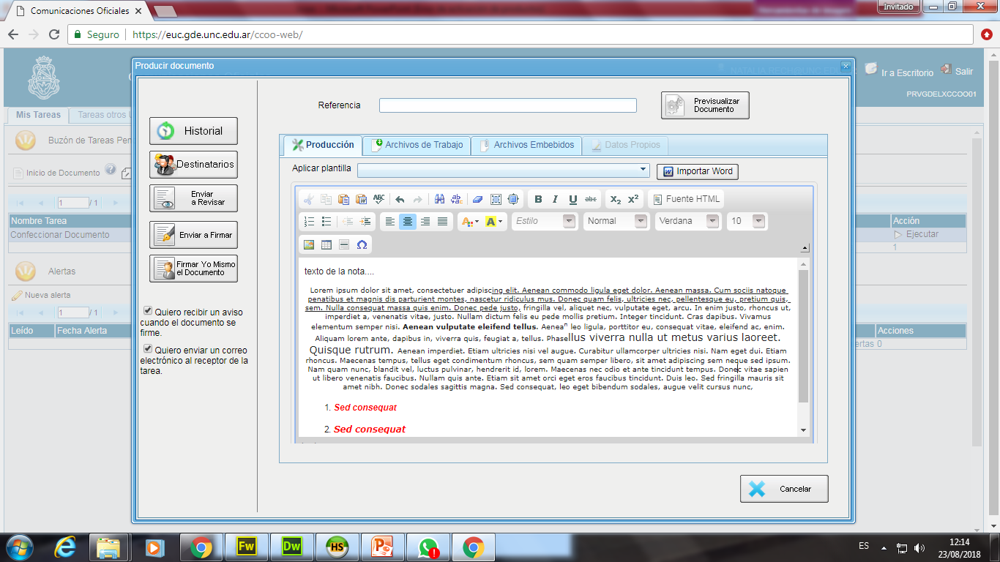 Comunicaciones Oficiales
Invitado
Seguro
https://euc.gde.unc.edu.ar/ccoo-web/
Ir a Escritorio
Salir
PRVGDELXCCOO01
Mis Tareas
Tareas otros U
Buzón de Tareas Pen
Inicio de Documento
1 / 1
Nombre Tarea
Confeccionar Documento
Alertas
Nueva alerta
1 / 1
Leído
Fecha Alerta
Acción
Ejecutar
1
Acciones
ertas 0
Producir documento
Historial
Destinatarios
Enviar
a Revisar
Enviar a Firmar
Firmar Yo Mismo
el Documento
Quiero recibir un aviso
cuando el documento se
firme.
Quiero enviar un correo
electrónico al receptor de la
tarea.
Referencia
Previsualizar
Documento
Producción
Archivos de Trabajo
Archivos Embebidos
Datos Propios
Aplicar plantilla
Importar Word
ABC
B I U abc X2 X2 Fuente HTML
Estilo Normal Verdana 10
texto de la nota....
Lorem ipsum dolor sit amet, consectetuer adipiscing elit. Aenean commodo ligula eget dolor. Aenean massa. Cum sociis natoque
penatibus et magnis dis parturient montes, nascetur ridiculus mus. Donec quam felis, ultricies nec, pellentesque eu, pretium quis,
sem. Nulla consequat massa quis enim. Donec pede justo, fringilla vel, aliquet nec, vulputate eget, arcu. In enim justo, rhoncus ut,
imperdiet a, venenatis vitae, justo. Nullam dictum felis eu pede mollis pretium. Integer tincidunt. Cras dapibus. Vivamus
elementum semper nisi. Aenean vulputate eleifend tellus. Aenean leo ligula, porttitor eu, consequat vitae, eleifend ac, enim.
Aliquam lorem ante, dapibus in, viverra quis, feugiat a, tellus. Phasellus viverra nulla ut metus varius laoreet.
Quisque rutrum. Aenean imperdiet. Etiam ultricies nisi vel augue. Curabitur ullamcorper ultricies nisi. Nam eget dui. Etiam
rhoncus. Maecenas tempus, tellus eget condimentum rhoncus, sem quam semper libero, sit amet adipiscing sem neque sed ipsum.
Nam quam nunc, blandit vel, luctus pulvinar, hendrerit id, lorem. Maecenas nec odio et ante tincidunt tempus. Donec vitae sapien
ut libero venenatis faucibus. Nullam quis ante. Etiam sit amet orci eget eros faucibus tincidunt. Duis leo. Sed fringilla mauris sit
amet nibh. Donec sodales sagittis magna. Sed consequat, leo eget bibendum sodales, augue velit cursus nunc,
1. Sed consequat
2. Sed consequat
Cancelar
Fw
Dw
HS
ES
12:14
23/08/2018